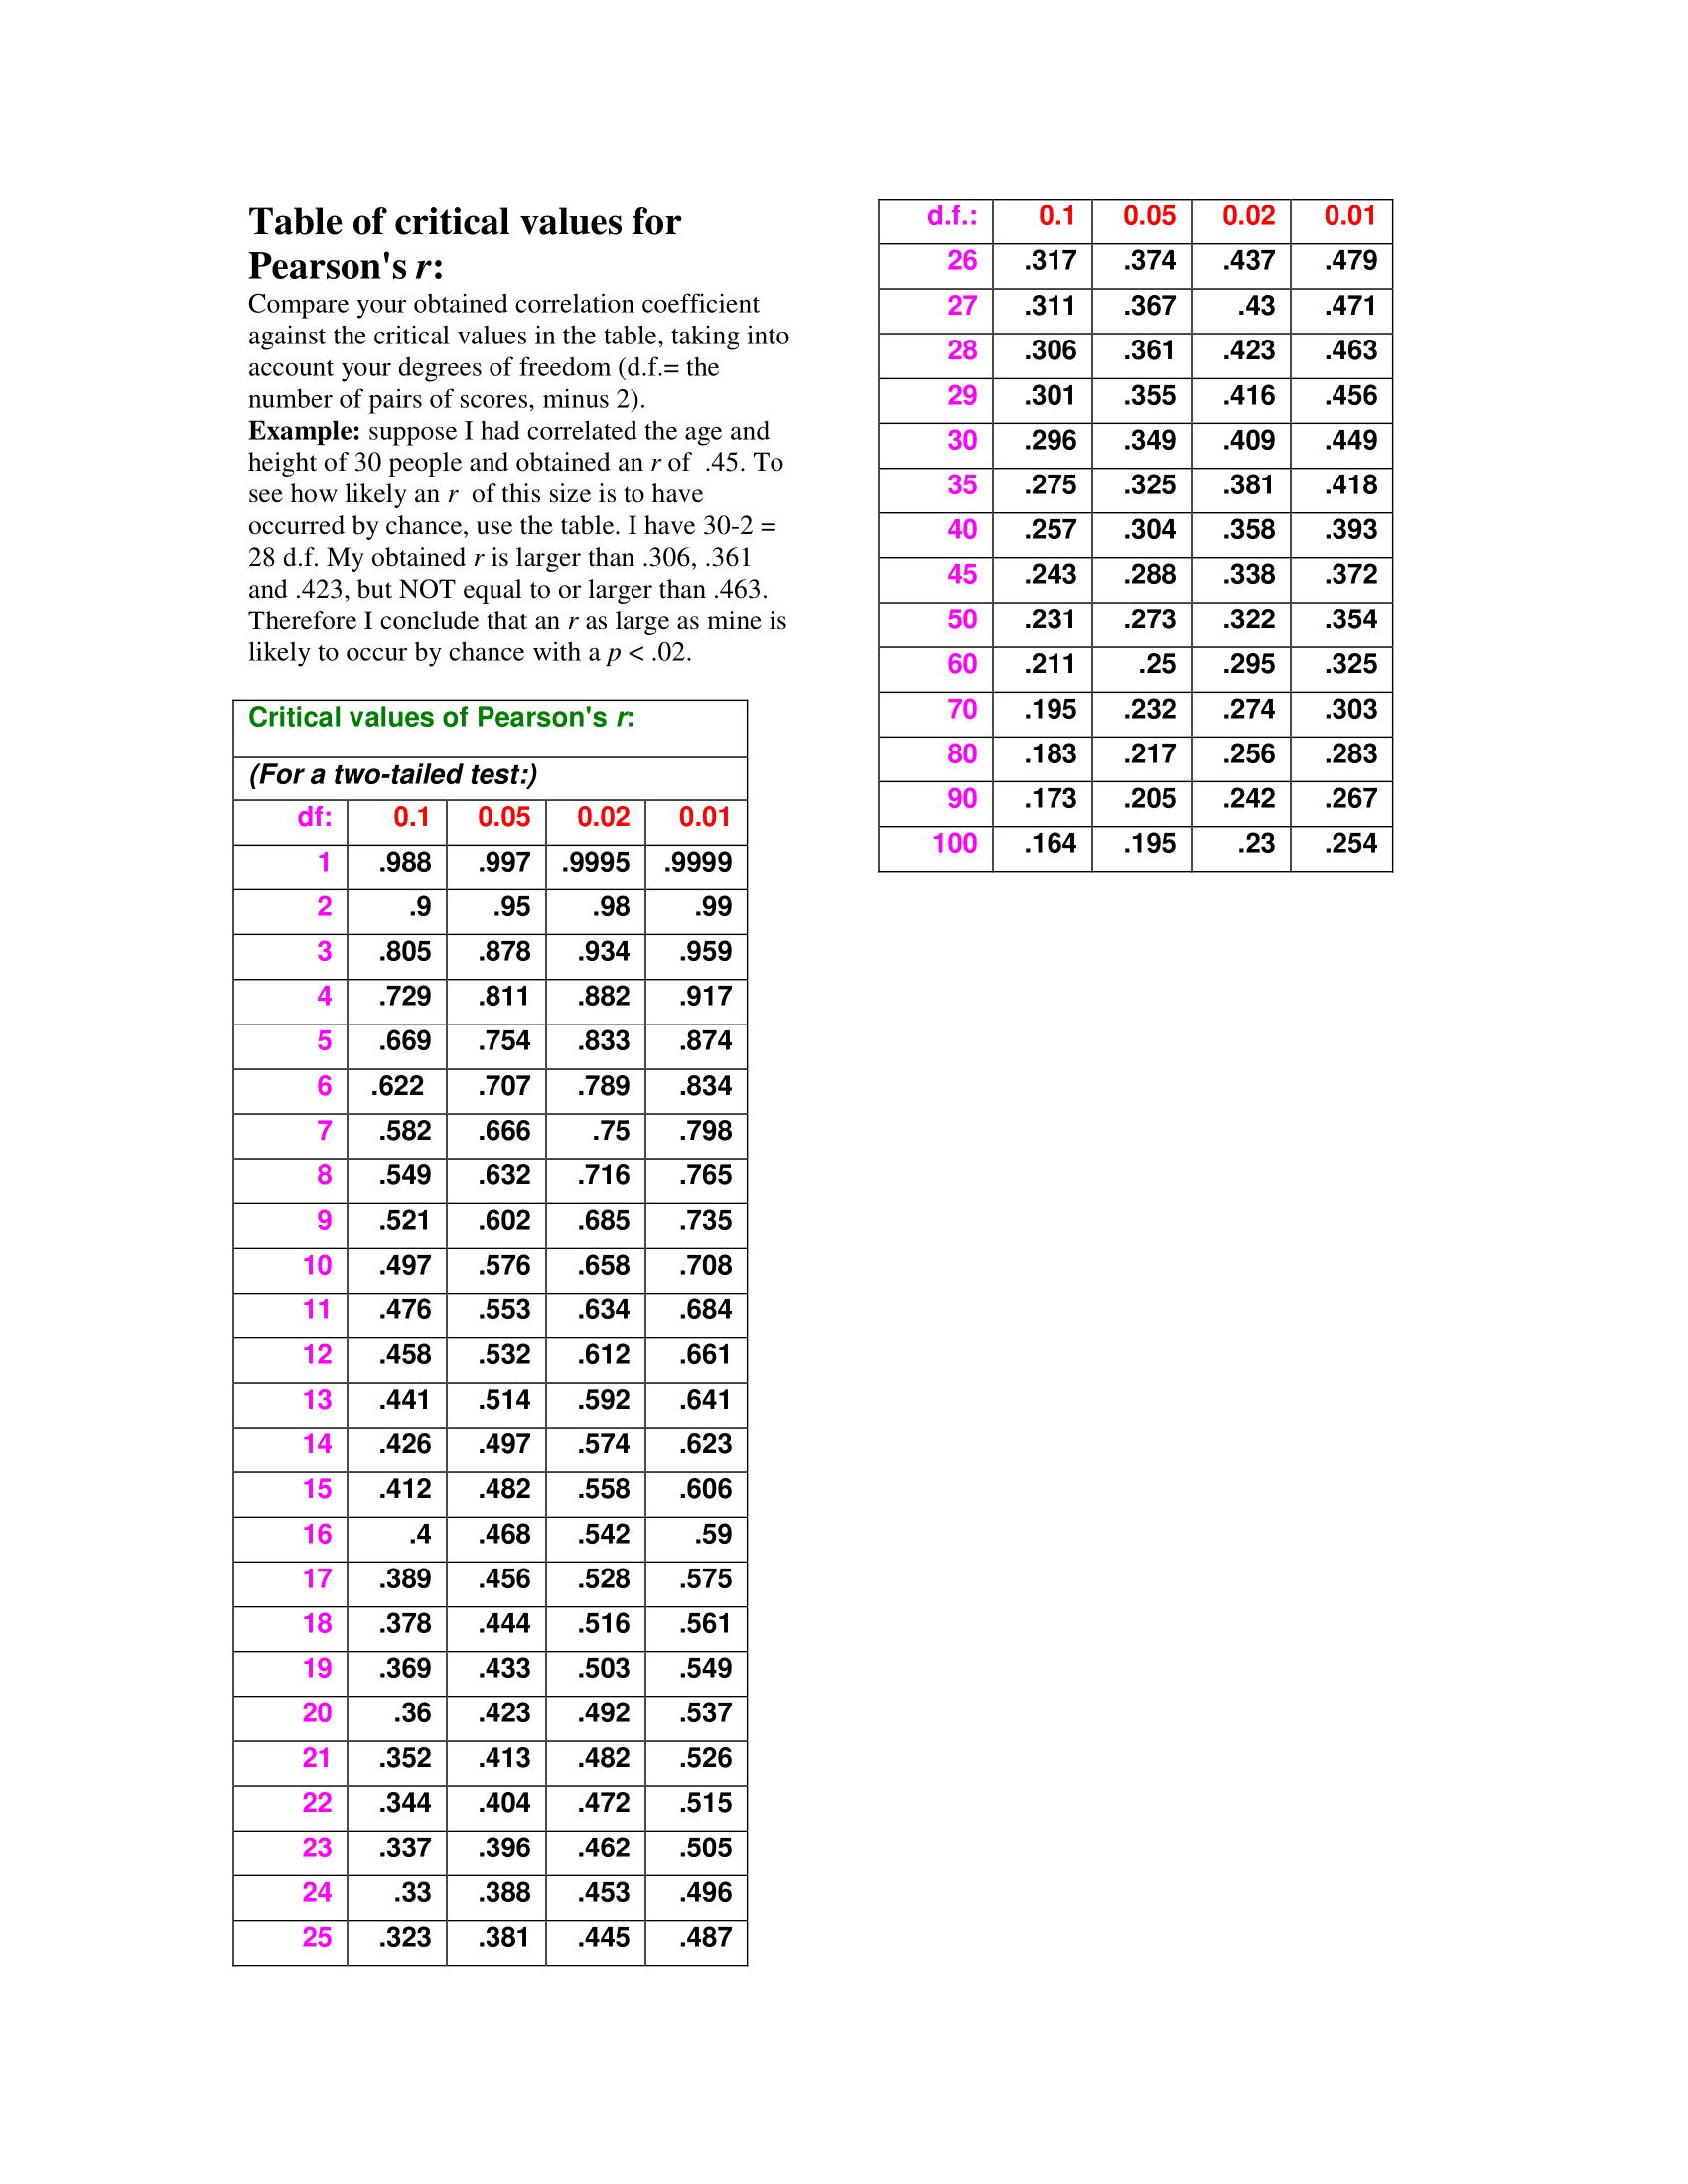 Table of critical values for
Pearson's r:
Compare your obtained correlation coefficient
against the critical values in the table, taking into
account your degrees of freedom (d.f.= the
number of pairs of scores, minus 2).
Example: suppose I had correlated the age and
height of 30 people and obtained an r of  .45. To
see how likely an r  of this size is to have
occurred by chance, use the table. I have 30-2 =
28 d.f. My obtained r is larger than .306, .361
and .423, but NOT equal to or larger than .463.
Therefore I conclude that an r as large as mine is
likely to occur by chance with a p < .02.
Critical values of Pearson's r:
(For a two-tailed test:)
df: 0.1 0.05 0.02 0.01
1 .988 .997 .9995 .9999
2 .9 .95 .98 .99
3 .805 .878 .934 .959
4 .729 .811 .882 .917
5 .669 .754 .833 .874
6 .622 .707 .789 .834
7 .582 .666 .75 .798
8 .549 .632 .716 .765
9 .521 .602 .685 .735
10 .497 .576 .658 .708
11 .476 .553 .634 .684
12 .458 .532 .612 .661
13 .441 .514 .592 .641
14 .426 .497 .574 .623
15 .412 .482 .558 .606
16 .4 .468 .542 .59
17 .389 .456 .528 .575
18 .378 .444 .516 .561
19 .369 .433 .503 .549
20 .36 .423 .492 .537
21 .352 .413 .482 .526
22 .344 .404 .472 .515
23 .337 .396 .462 .505
24 .33 .388 .453 .496
25 .323 .381 .445 .487
d.f.: 0.1 0.05 0.02 0.01
26 .317 .374 .437 .479
27 .311 .367 .43 .471
28 .306 .361 .423 .463
29 .301 .355 .416 .456
30 .296 .349 .409 .449
35 .275 .325 .381 .418
40 .257 .304 .358 .393
45 .243 .288 .338 .372
50 .231 .273 .322 .354
60 .211 .25 .295 .325
70 .195 .232 .274 .303
80 .183 .217 .256 .283
90 .173 .205 .242 .267
100 .164 .195 .23 .254